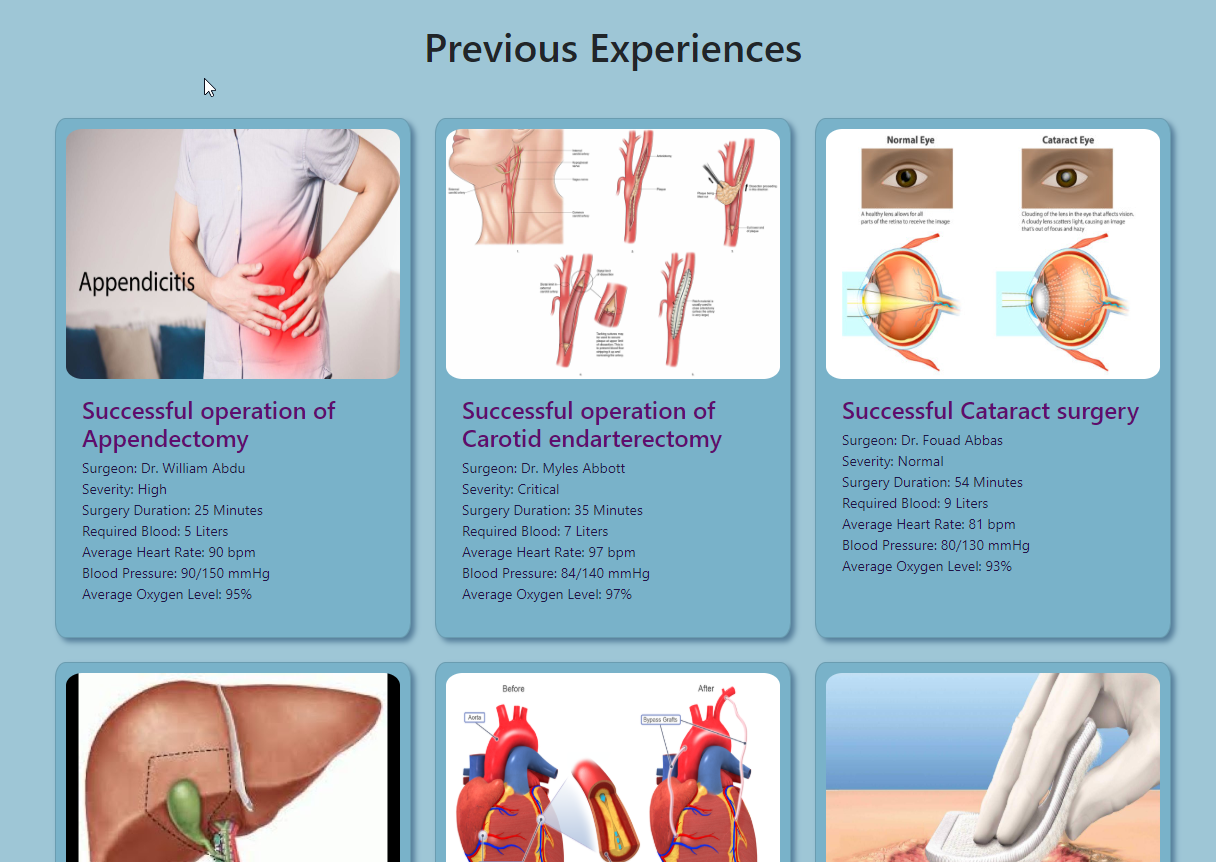 Previous Experiences
Appendicitis
Normal Eye
Cataract Eye
A healthy lens allows for all
parts of the retina to receive the image
Clouding of the lens in the eye that affects vision.
A cloudy lens scatters light, causing an image
that's out of focus and hazy
Successful operation of
Appendectomy
Surgeon: Dr. William Abdu
Severity: High
Surgery Duration: 25 Minutes
Required Blood: 5 Liters
Average Heart Rate: 90 bpm
Blood Pressure: 90/150 mmHg
Average Oxygen Level: 95%
Successful operation of
Carotid endarterectomy
Surgeon: Dr. Myles Abbott
Severity: Critical
Surgery Duration: 35 Minutes
Required Blood: 7 Liters
Average Heart Rate: 97 bpm
Blood Pressure: 84/140 mmHg
Average Oxygen Level: 97%
Successful Cataract surgery
Surgeon: Dr. Fouad Abbas
Severity: Normal
Surgery Duration: 54 Minutes
Required Blood: 9 Liters
Average Heart Rate: 81 bpm
Blood Pressure: 80/130 mmHg
Average Oxygen Level: 93%
Before
After
Aorta
Bypass Grafts